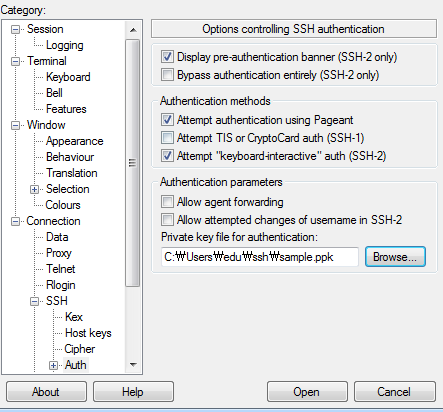 Category:
Session
Logging
Terminal
Keyboard
Bell
Features
Window
Appearance
Behaviour
Translation
Selection
Colours
Connection
Data
Proxy
Telnet
Rlogin
SSH
Kex
Host keys
Cipher
Auth
Options controlling SSH authentication
Display pre-authentication banner (SSH-2 only)
Bypass authentication entirely (SSH-2 only)
Authentication methods
Attempt authentication using Pageant
Attempt TIS or CryptoCard auth (SSH-1)
Attempt "keyboard-interactive" auth (SSH-2)
Authentication parameters
Allow agent forwarding
Allow attempted changes of username in SSH-2
Private key file for authentication:
C:₩Users₩edu₩ssh₩sample.ppk
Browse...
About
Help
Open
Cancel